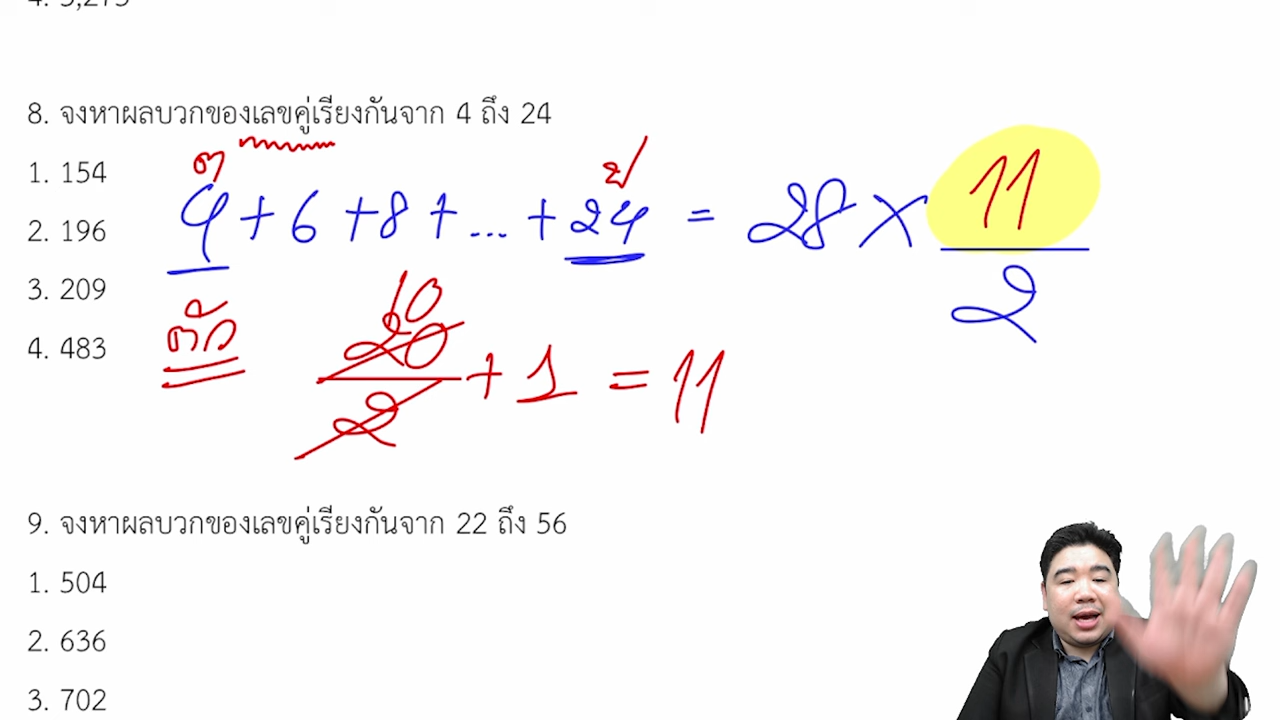 8. จงหาผลบวกของเลขคู่เรียงกันจาก 4 ถึง 24
1. 154
ต ป
4 + 6 + 8 + ... + 24 = 28 × 11/2
2. 196
3. 209
ตัว 20/2 10 + 1 = 11
4. 483
9. จงหาผลบวกของเลขคู่เรียงกันจาก 22 ถึง 56
1. 504
2. 636
3. 702